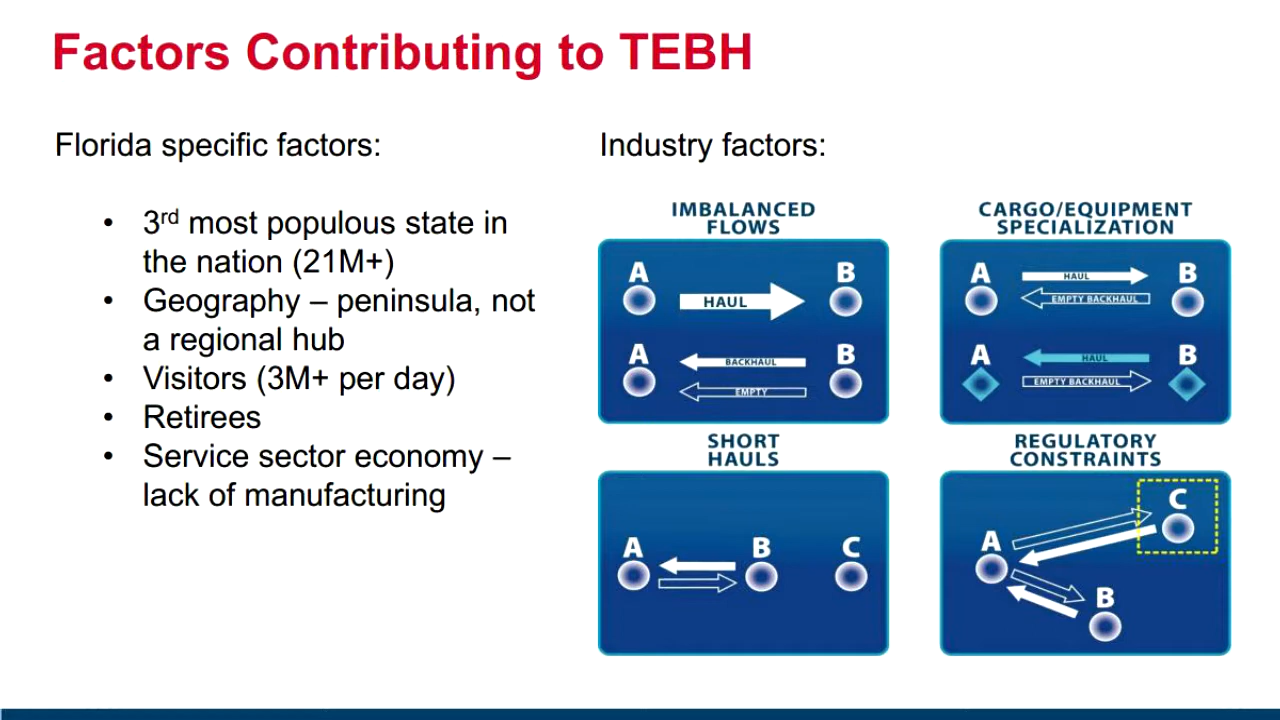 Factors Contributing to TEBH
Florida specific factors:
• 3rd most populous state in
the nation (21M+)
• Geography – peninsula, not
a regional hub
• Visitors (3M+ per day)
• Retirees
• Service sector economy –
lack of manufacturing
Industry factors:
IMBALANCED
FLOWS
A
B
HAUL
A
B
BACKHAUL
EMPTY
CARGO/EQUIPMENT
SPECIALIZATION
A
B
HAUL
EMPTY BACKHAUL
A
B
HAUL
EMPTY BACKHAUL
SHORT
HAULS
A
B
C
REGULATORY
CONSTRAINTS
C
A
B